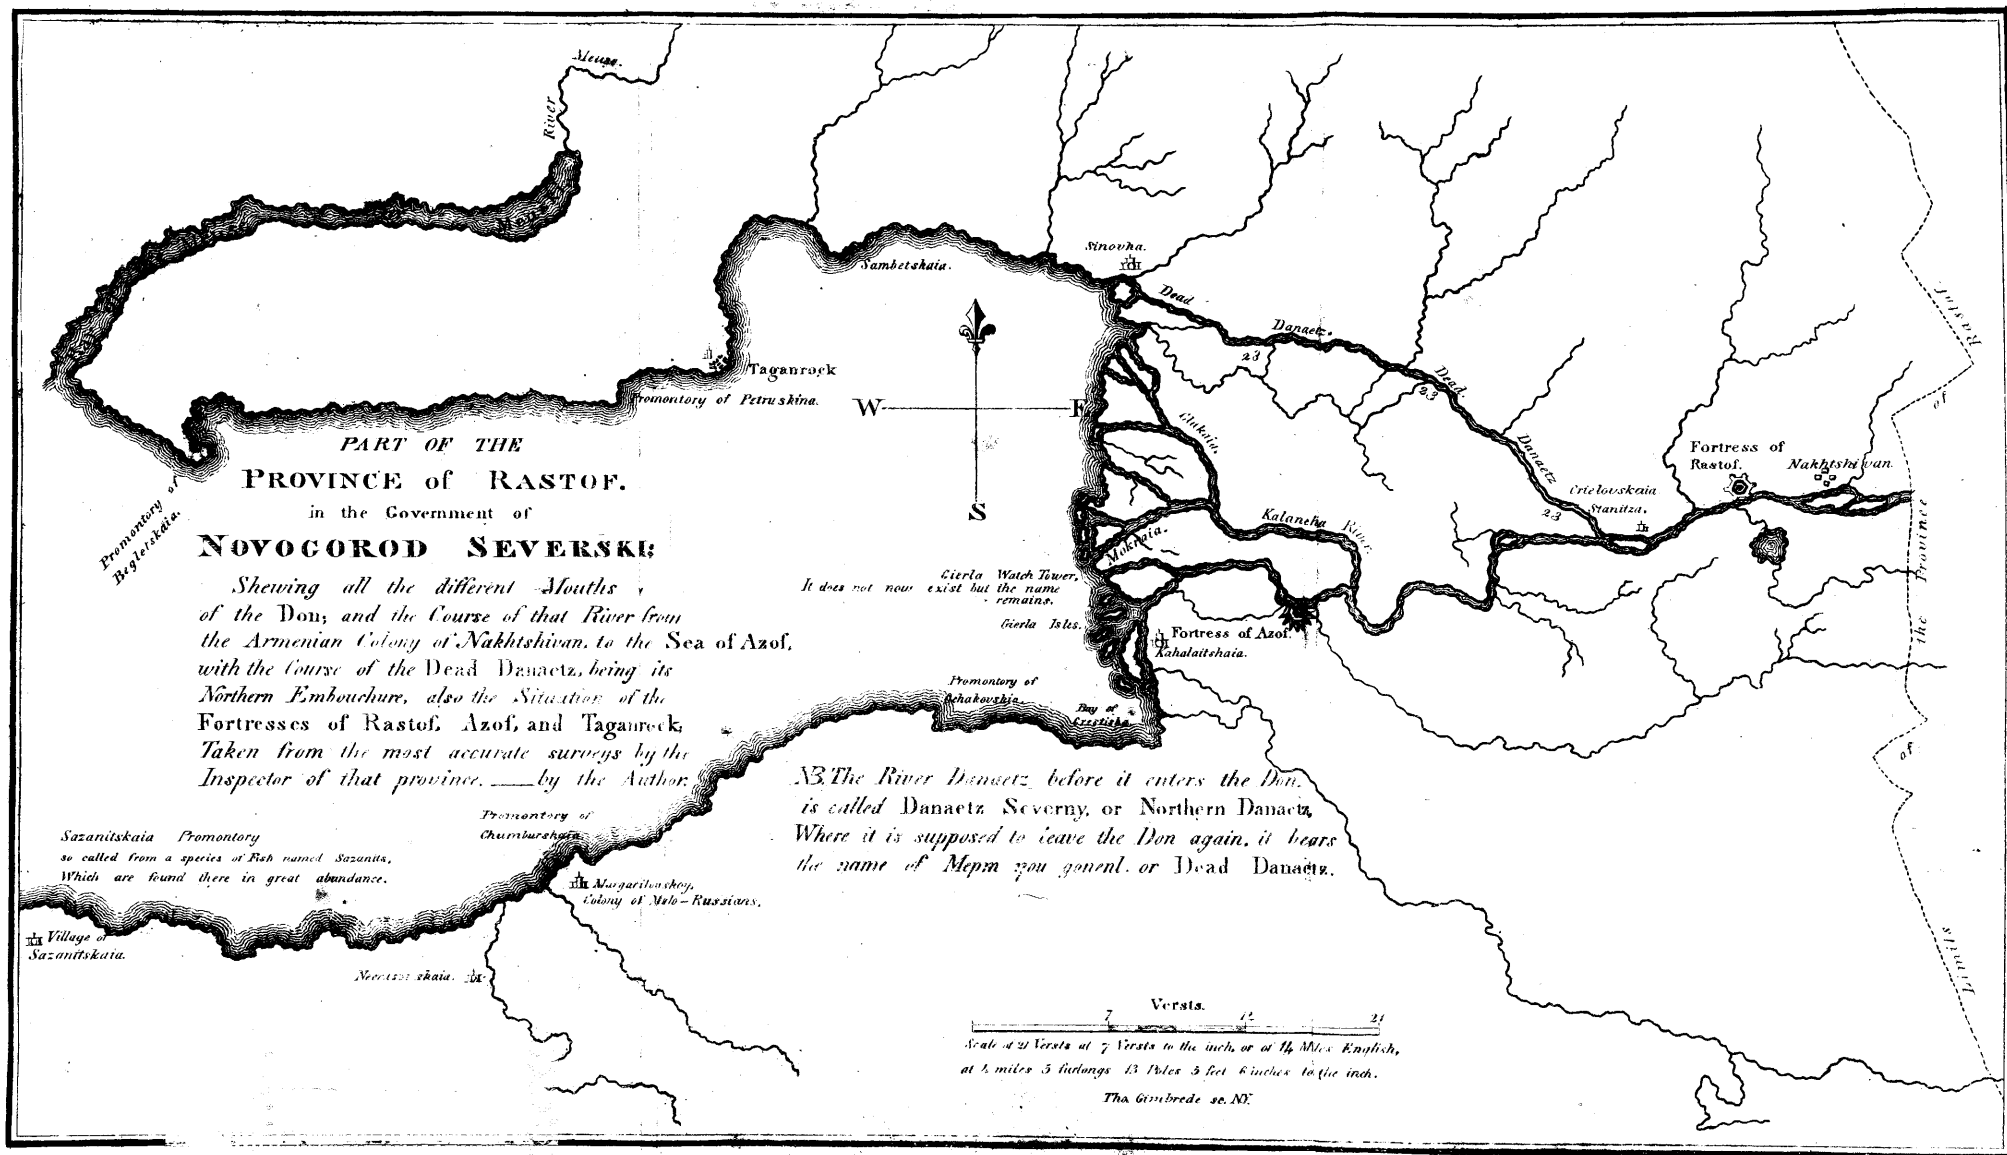 River
Meuse.
Sinovka.
Sambetskaia.
Dead
Danaetz.
23
Dead
23
Danaetz
23
Taganrock
Promontory of Petruskina.
W
E
S
Glukaia.
Kalancha River.
Moknaia.
Crielovskaia
Stanitza.
Fortress of
Rastof.
Nakhtshivan.
Limits of the Province of Rastof.
Promontory of
Begletskaia.
PART OF THE
PROVINCE of RASTOF.
in the Government of
NOVOGOROD SEVERSKI;
Shewing all the different Mouths
of the Don; and the Course of that River from
the Armenian Colony of Nakhtshivan, to the Sea of Azof,
with the Course of the Dead Danaetz, being its
Northern Embouchure, also the Situation of the
Fortresses of Rastof, Azof, and Taganrock;
Taken from the most accurate surveys by the
Inspector of that province. — by the Author.
Gierla Watch Tower,
It does not now exist but the name
remains.
Gierla Isles.
Fortress of Azof.
Kahalaitshaia.
Promontory of
Ochakovskia.
Bay of
NB. The River Danaetz before it enters the Don,
is called Danaetz Severny, or Northern Danaetz,
Where it is supposed to leave the Don again, it bears
the name of or Dead Danaetz.
Promontory of
Chumburskaia
Sazanitskaia Promontory
so called from a species of Fish named Sazanits,
Which are found there in great abundance.
Margaritovskoy,
Colony of Malo-Russians.
Village of
Sazanitskaia.
Versts.
7
21
Scale of 21 Versts at 7 Versts to the inch, or of 14 Miles English,
at 4 miles 5 furlongs 13 Poles 5 feet 6 inches to the inch.
Tho. Gimbrede sc. NY.